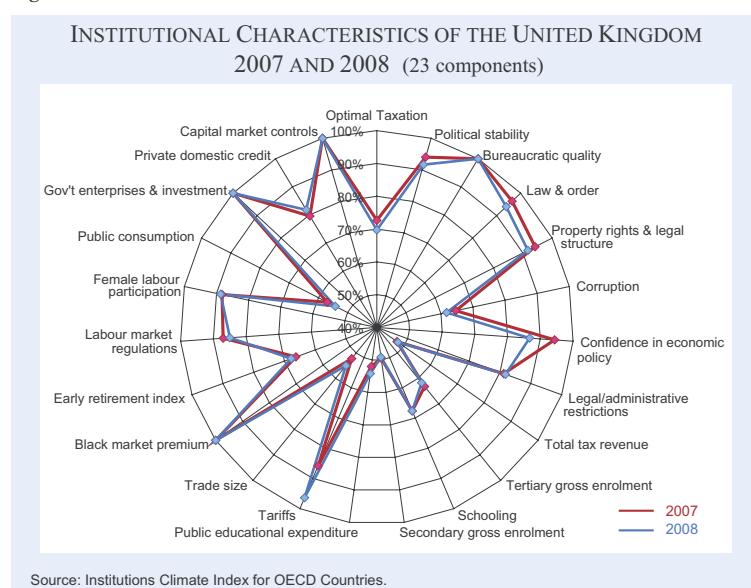 INSTITUTIONAL CHARACTERISTICS OF THE UNITED KINGDOM
2007 AND 2008 (23 components)
Optimal Taxation
Political stability
Bureaucratic quality
Law & order
Property rights & legal
structure
Corruption
Confidence in economic
policy
Legal/administrative
restrictions
Total tax revenue
Tertiary gross enrolment
Schooling
Secondary gross enrolment
Public educational expenditure
Tariffs
Trade size
Black market premium
Early retirement index
Labour market
regulations
Female labour
participation
Public consumption
Gov't enterprises & investment
Private domestic credit
Capital market controls
100%
90%
80%
70%
60%
50%
40%
2007
2008
Source: Institutions Climate Index for OECD Countries.